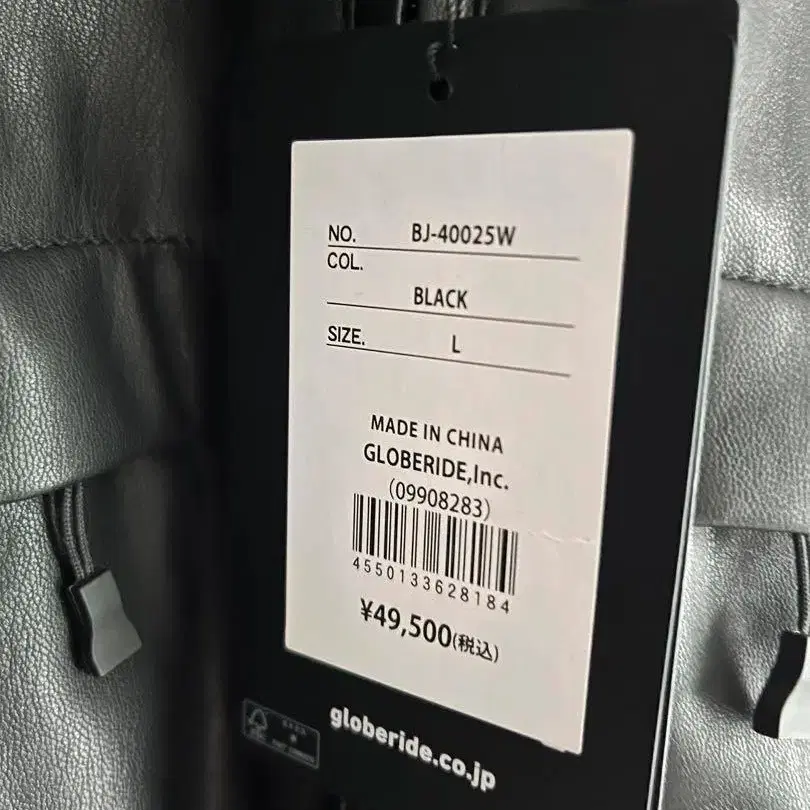 NO. BJ-40025W
COL.
BLACK
SIZE. L
MADE IN CHINA
GLOBERIDE,Inc.
(09908283)
4550133628184
¥49,500(税込)
globeride.co.jp